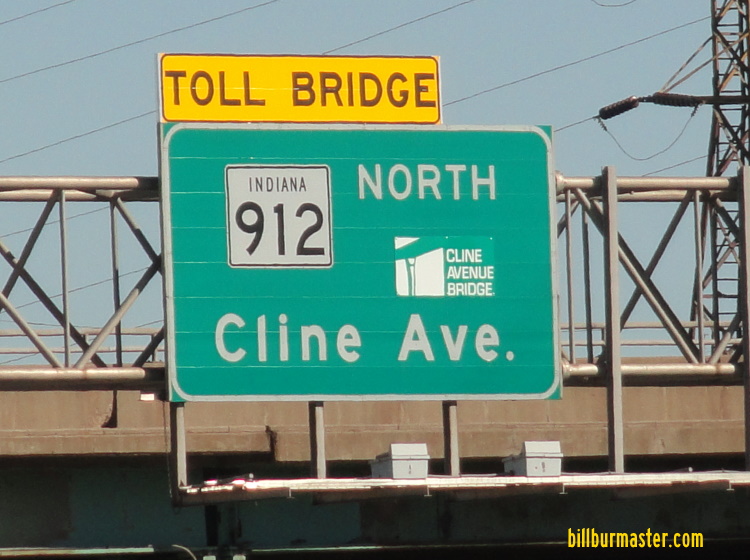 TOLL BRIDGE
INDIANA
912
NORTH
CLINE
AVENUE
BRIDGE
Cline Ave.
billburmaster.com